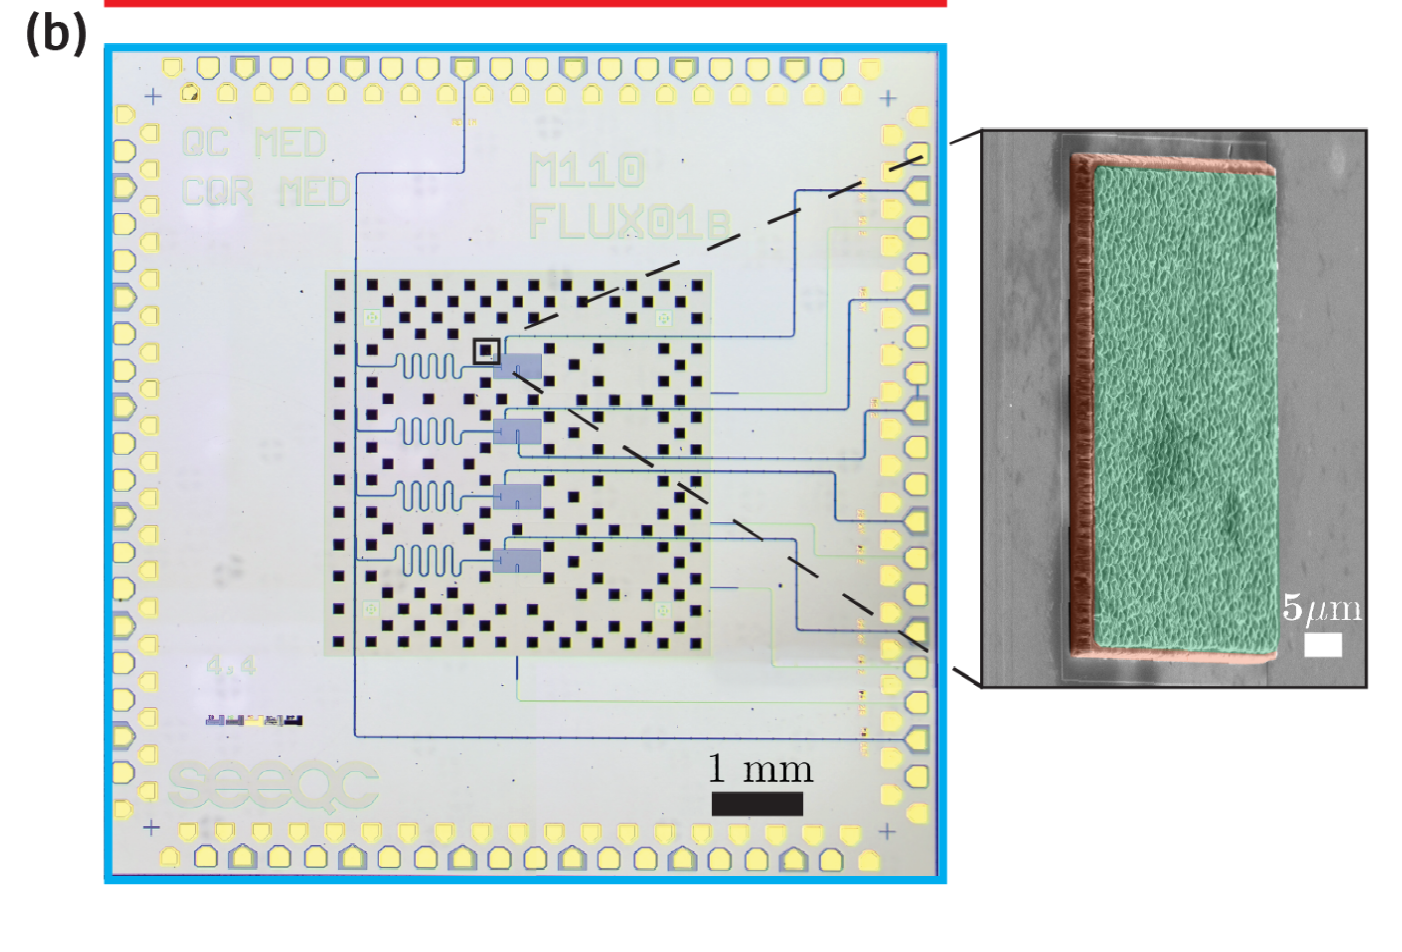 (b)
QC MED
CQR MED
M110
FLUX01B
4.4
seeqc
1 mm
5μm